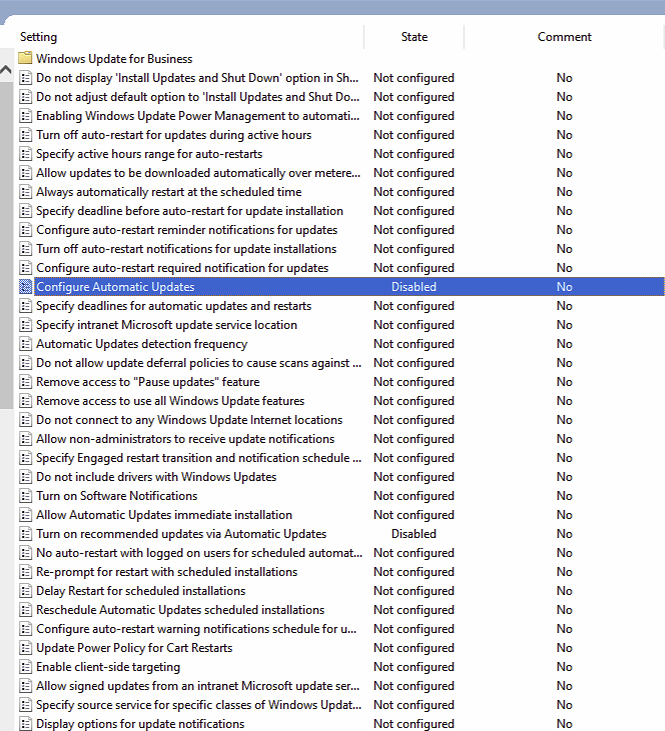 Setting State Comment
Windows Update for Business
Do not display 'Install Updates and Shut Down' option in Sh... Not configured No
Do not adjust default option to 'Install Updates and Shut Do... Not configured No
Enabling Windows Update Power Management to automati... Not configured No
Turn off auto-restart for updates during active hours Not configured No
Specify active hours range for auto-restarts Not configured No
Allow updates to be downloaded automatically over metere... Not configured No
Always automatically restart at the scheduled time Not configured No
Specify deadline before auto-restart for update installation Not configured No
Configure auto-restart reminder notifications for updates Not configured No
Turn off auto-restart notifications for update installations Not configured No
Configure auto-restart required notification for updates Not configured No
Configure Automatic Updates Disabled No
Specify deadlines for automatic updates and restarts Not configured No
Specify intranet Microsoft update service location Not configured No
Automatic Updates detection frequency Not configured No
Do not allow update deferral policies to cause scans against ... Not configured No
Remove access to "Pause updates" feature Not configured No
Remove access to use all Windows Update features Not configured No
Do not connect to any Windows Update Internet locations Not configured No
Allow non-administrators to receive update notifications Not configured No
Specify Engaged restart transition and notification schedule ... Not configured No
Do not include drivers with Windows Updates Not configured No
Turn on Software Notifications Not configured No
Allow Automatic Updates immediate installation Not configured No
Turn on recommended updates via Automatic Updates Disabled No
No auto-restart with logged on users for scheduled automat... Not configured No
Re-prompt for restart with scheduled installations Not configured No
Delay Restart for scheduled installations Not configured No
Reschedule Automatic Updates scheduled installations Not configured No
Configure auto-restart warning notifications schedule for u... Not configured No
Update Power Policy for Cart Restarts Not configured No
Enable client-side targeting Not configured No
Allow signed updates from an intranet Microsoft update ser... Not configured No
Specify source service for specific classes of Windows Updat... Not configured No
Display options for update notifications Not configured No